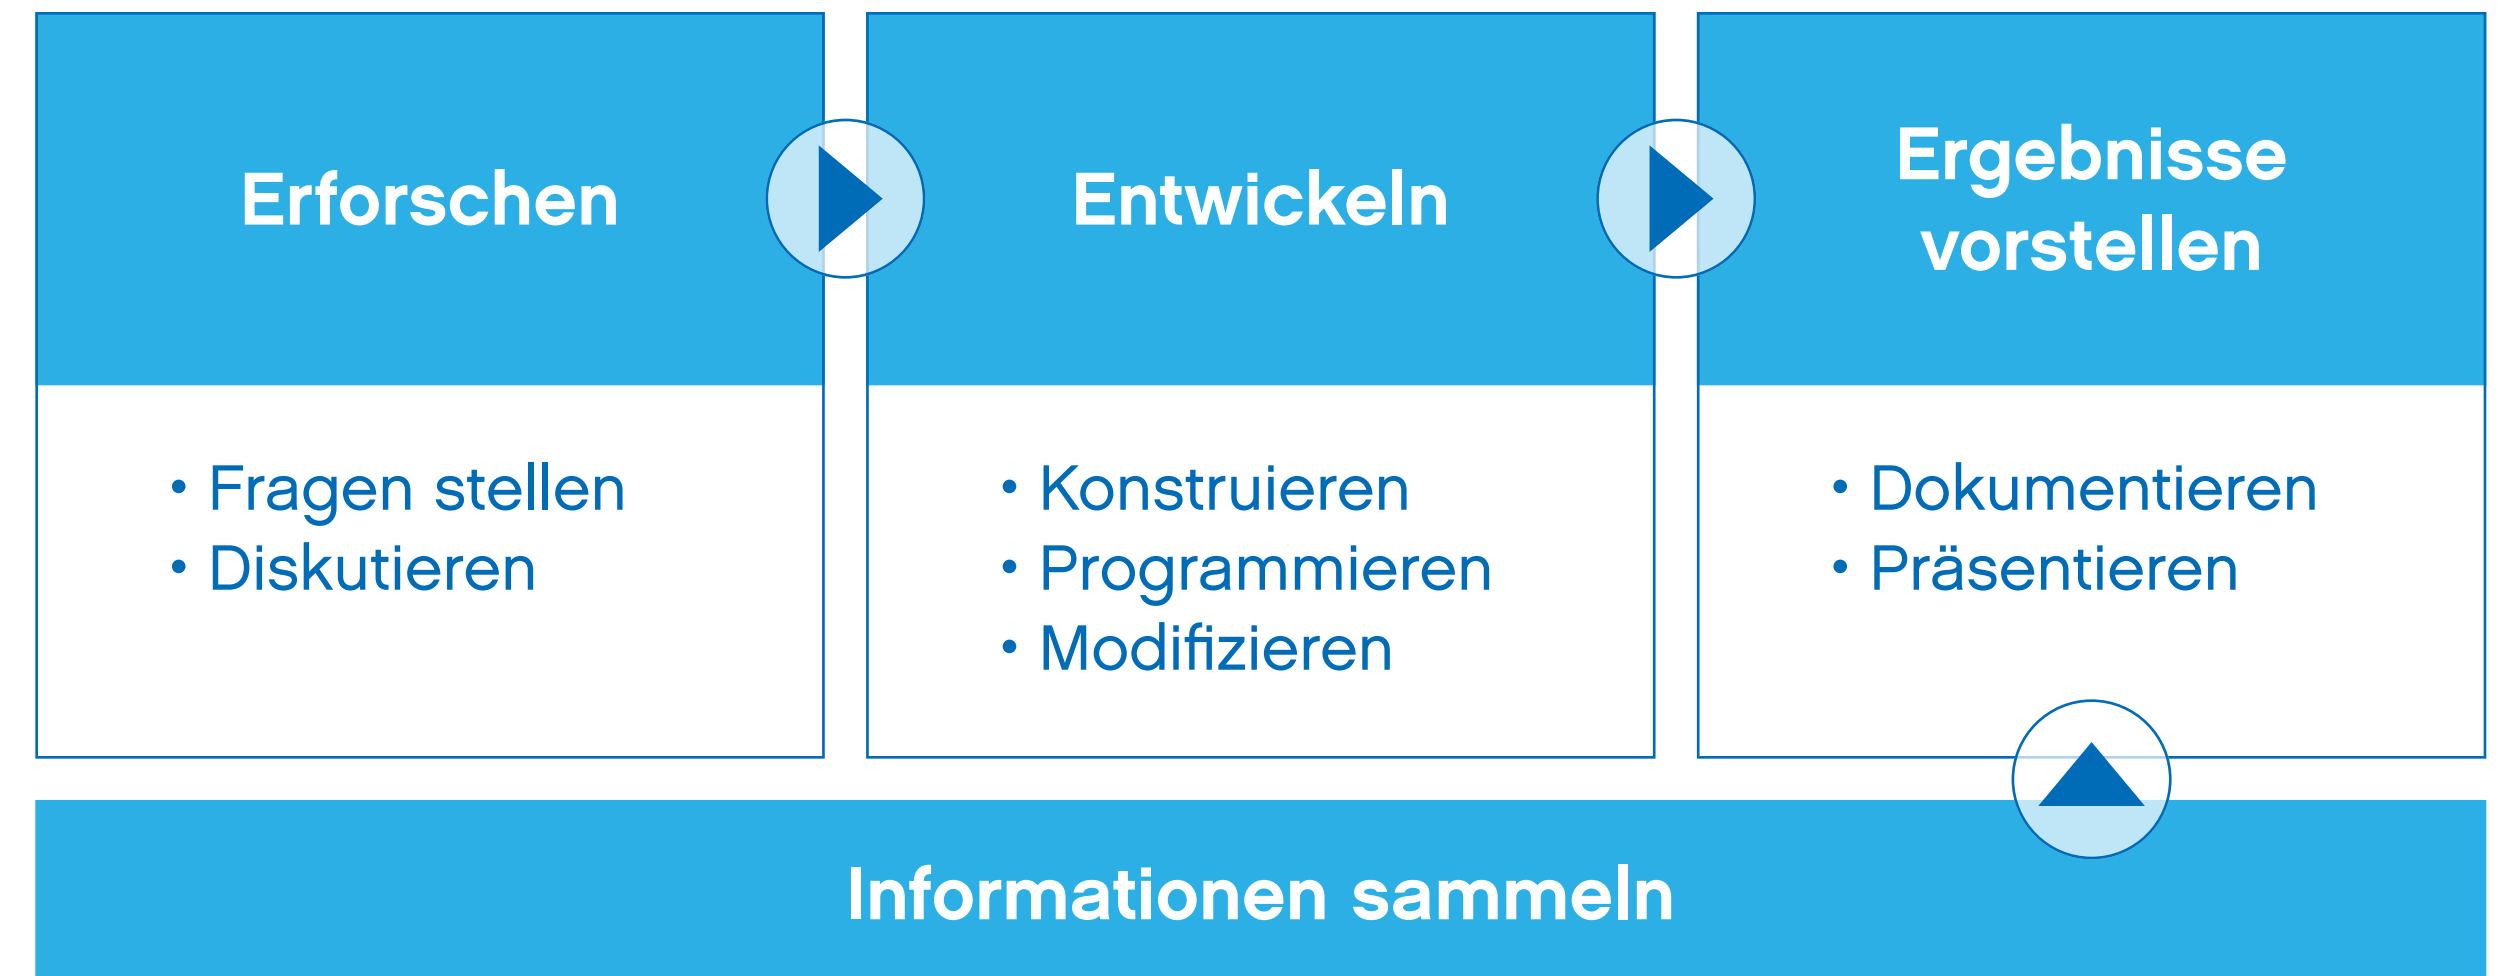 Erforschen
• Fragen stellen
• Diskutieren
Entwickeln
• Konstruieren
• Programmieren
• Modifizieren
Ergebnisse
vorstellen
• Dokumentieren
• Präsentieren
Informationen sammeln